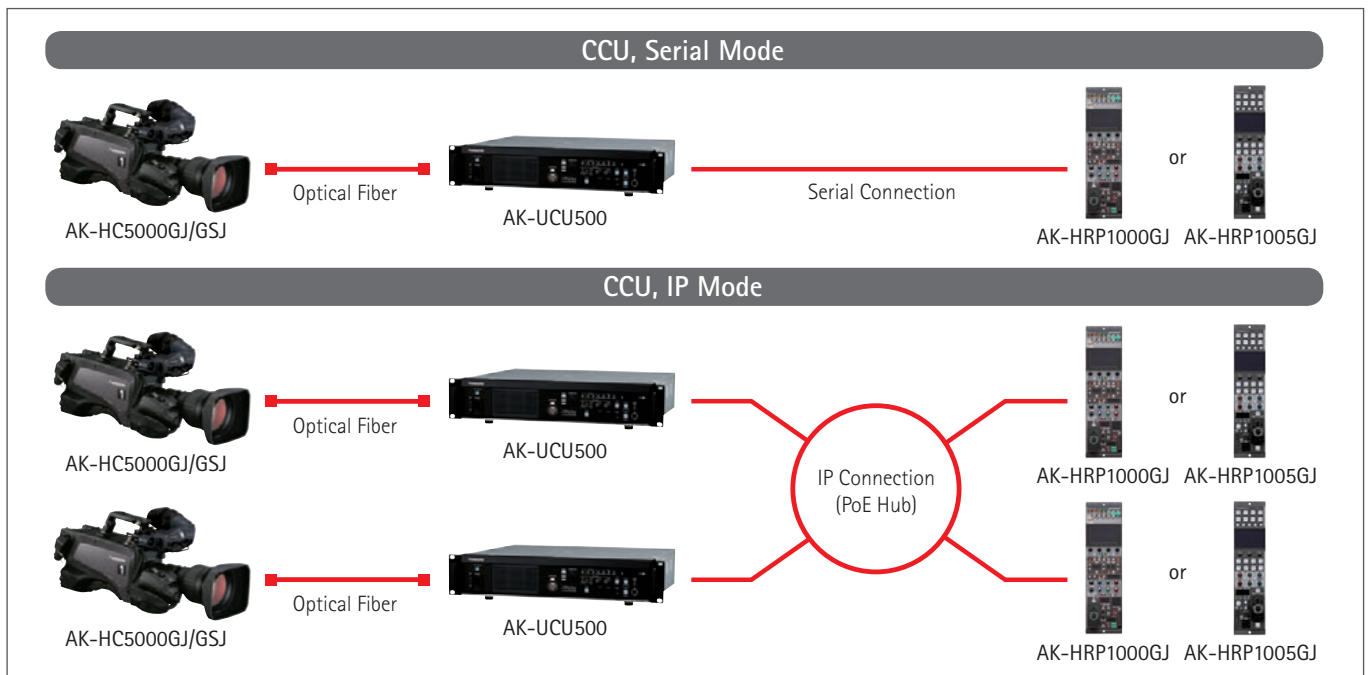 CCU, Serial Mode
Optical Fiber
Serial Connection
or
AK-HC5000GJ/GSJ
AK-UCU500
AK-HRP1000GJ
AK-HRP1005GJ
CCU, IP Mode
Optical Fiber
or
AK-HC5000GJ/GSJ
AK-UCU500
AK-HRP1000GJ
AK-HRP1005GJ
IP Connection
(PoE Hub)
Optical Fiber
or
AK-HC5000GJ/GSJ
AK-UCU500
AK-HRP1000GJ
AK-HRP1005GJ